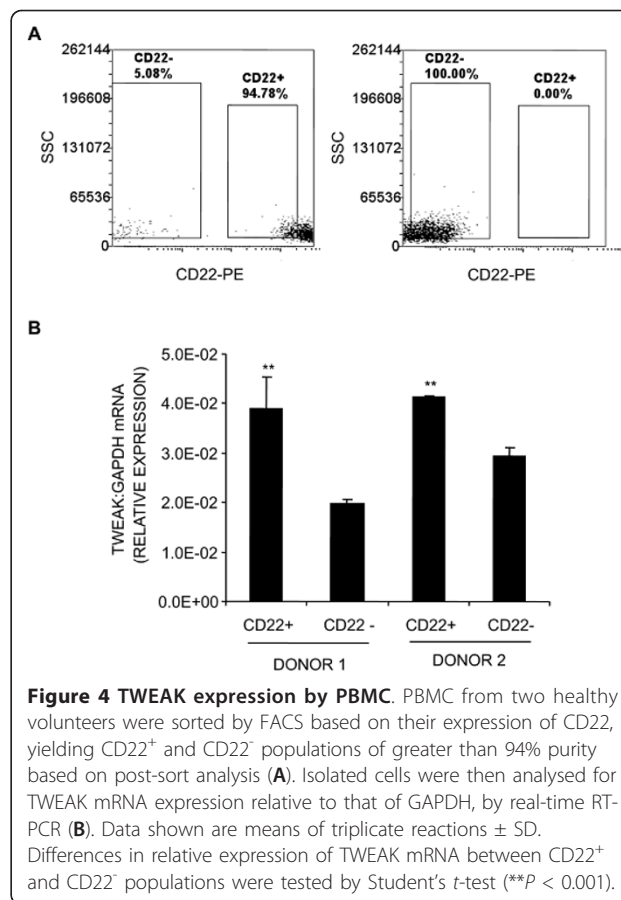 A
262144
196608
131072
65536
0
SSC
CD22-
5.08%
CD22+
94.78%
CD22-PE
262144
196608
131072
65536
0
SSC
CD22-
100.00%
CD22+
0.00%
CD22-PE
B
TWEAK:GAPDH mRNA
(RELATIVE EXPRESSION)
5.0E-02
4.0E-02
3.0E-02
2.0E-02
1.0E-02
0.0E+00
**
**
CD22+ CD22 - CD22+ CD22-
DONOR 1 DONOR 2
Figure 4 TWEAK expression by PBMC. PBMC from two healthy
volunteers were sorted by FACS based on their expression of CD22,
yielding CD22⁺ and CD22⁻ populations of greater than 94% purity
based on post-sort analysis (A). Isolated cells were then analysed for
TWEAK mRNA expression relative to that of GAPDH, by real-time RT-
PCR (B). Data shown are means of triplicate reactions ± SD.
Differences in relative expression of TWEAK mRNA between CD22⁺
and CD22⁻ populations were tested by Student's t-test (**P < 0.001).